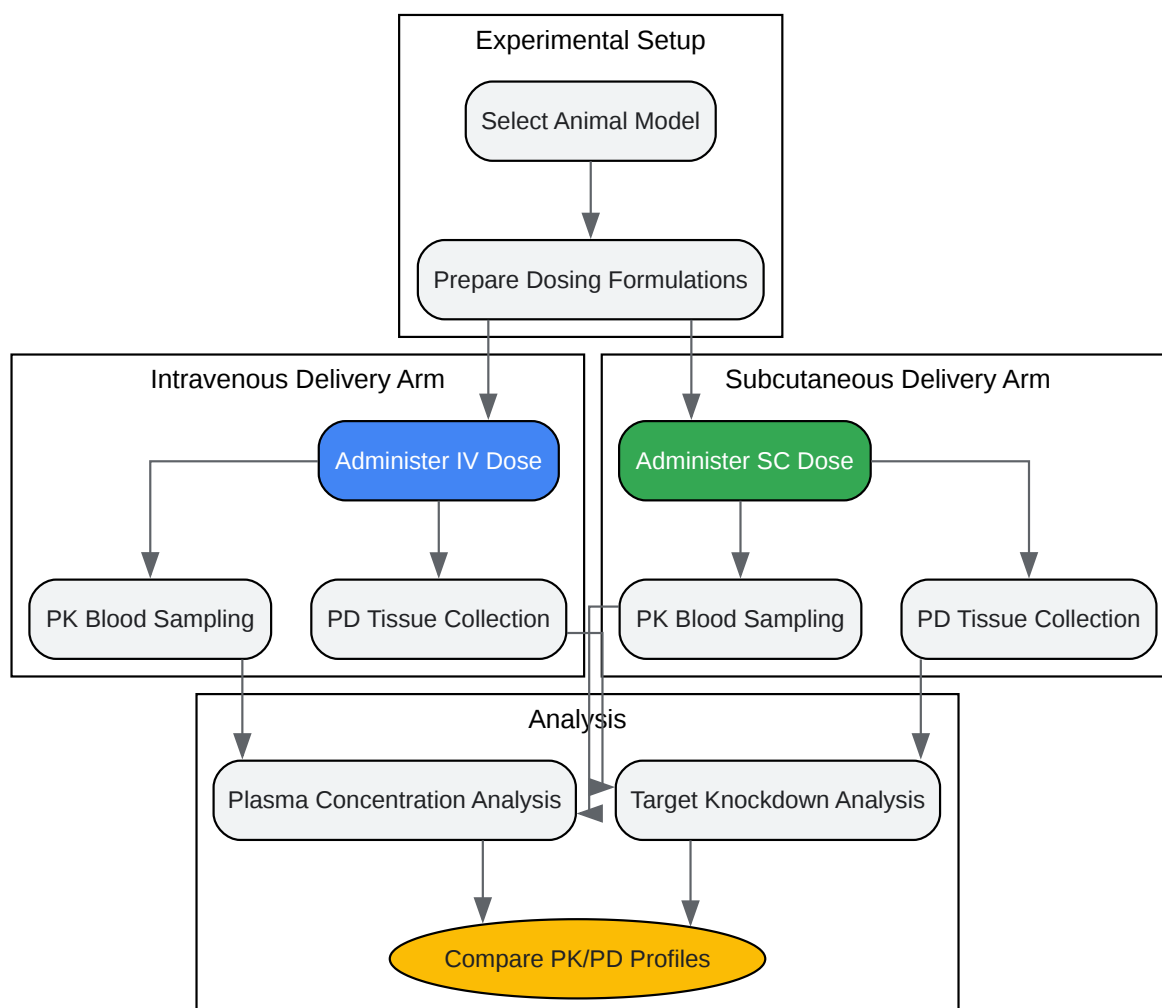 Experimental Setup
Select Animal Model
Prepare Dosing Formulations
Intravenous Delivery Arm
Administer IV Dose
PK Blood Sampling
PD Tissue Collection
Subcutaneous Delivery Arm
Administer SC Dose
PK Blood Sampling
PD Tissue Collection
Analysis
Plasma Concentration Analysis
Target Knockdown Analysis
Compare PK/PD Profiles